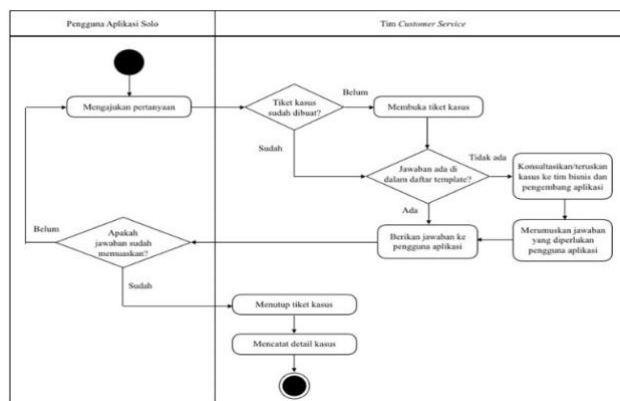 Pengguna Aplikasi Solo
Tim Customer Service
Mengajukan pertanyaan
Tiket kasus
sudah dibuat?
Belum
Membuka tiket kasus
Sudah
Jawaban ada di
dalam daftar template?
Tidak ada
Konsultasikan/teruskan
kasus ke tim bisnis dan
pengembang aplikasi
Ada
Merumuskan jawaban
yang diperlukan
pengguna aplikasi
Berikan jawaban ke
pengguna aplikasi
Belum
Apakah
jawaban sudah
memuaskan?
Sudah
Menutup tiket kasus
Mencatat detail kasus